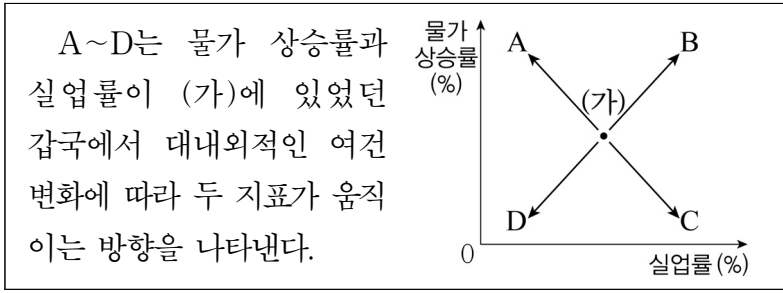 A~D는 물가 상승률과
실업률이 (가)에 있었던
갑국에서 대내외적인 여건
변화에 따라 두 지표가 움직
이는 방향을 나타낸다.
물가
상승률
(%)
A
B
(가)
D
C
0
실업률(%)